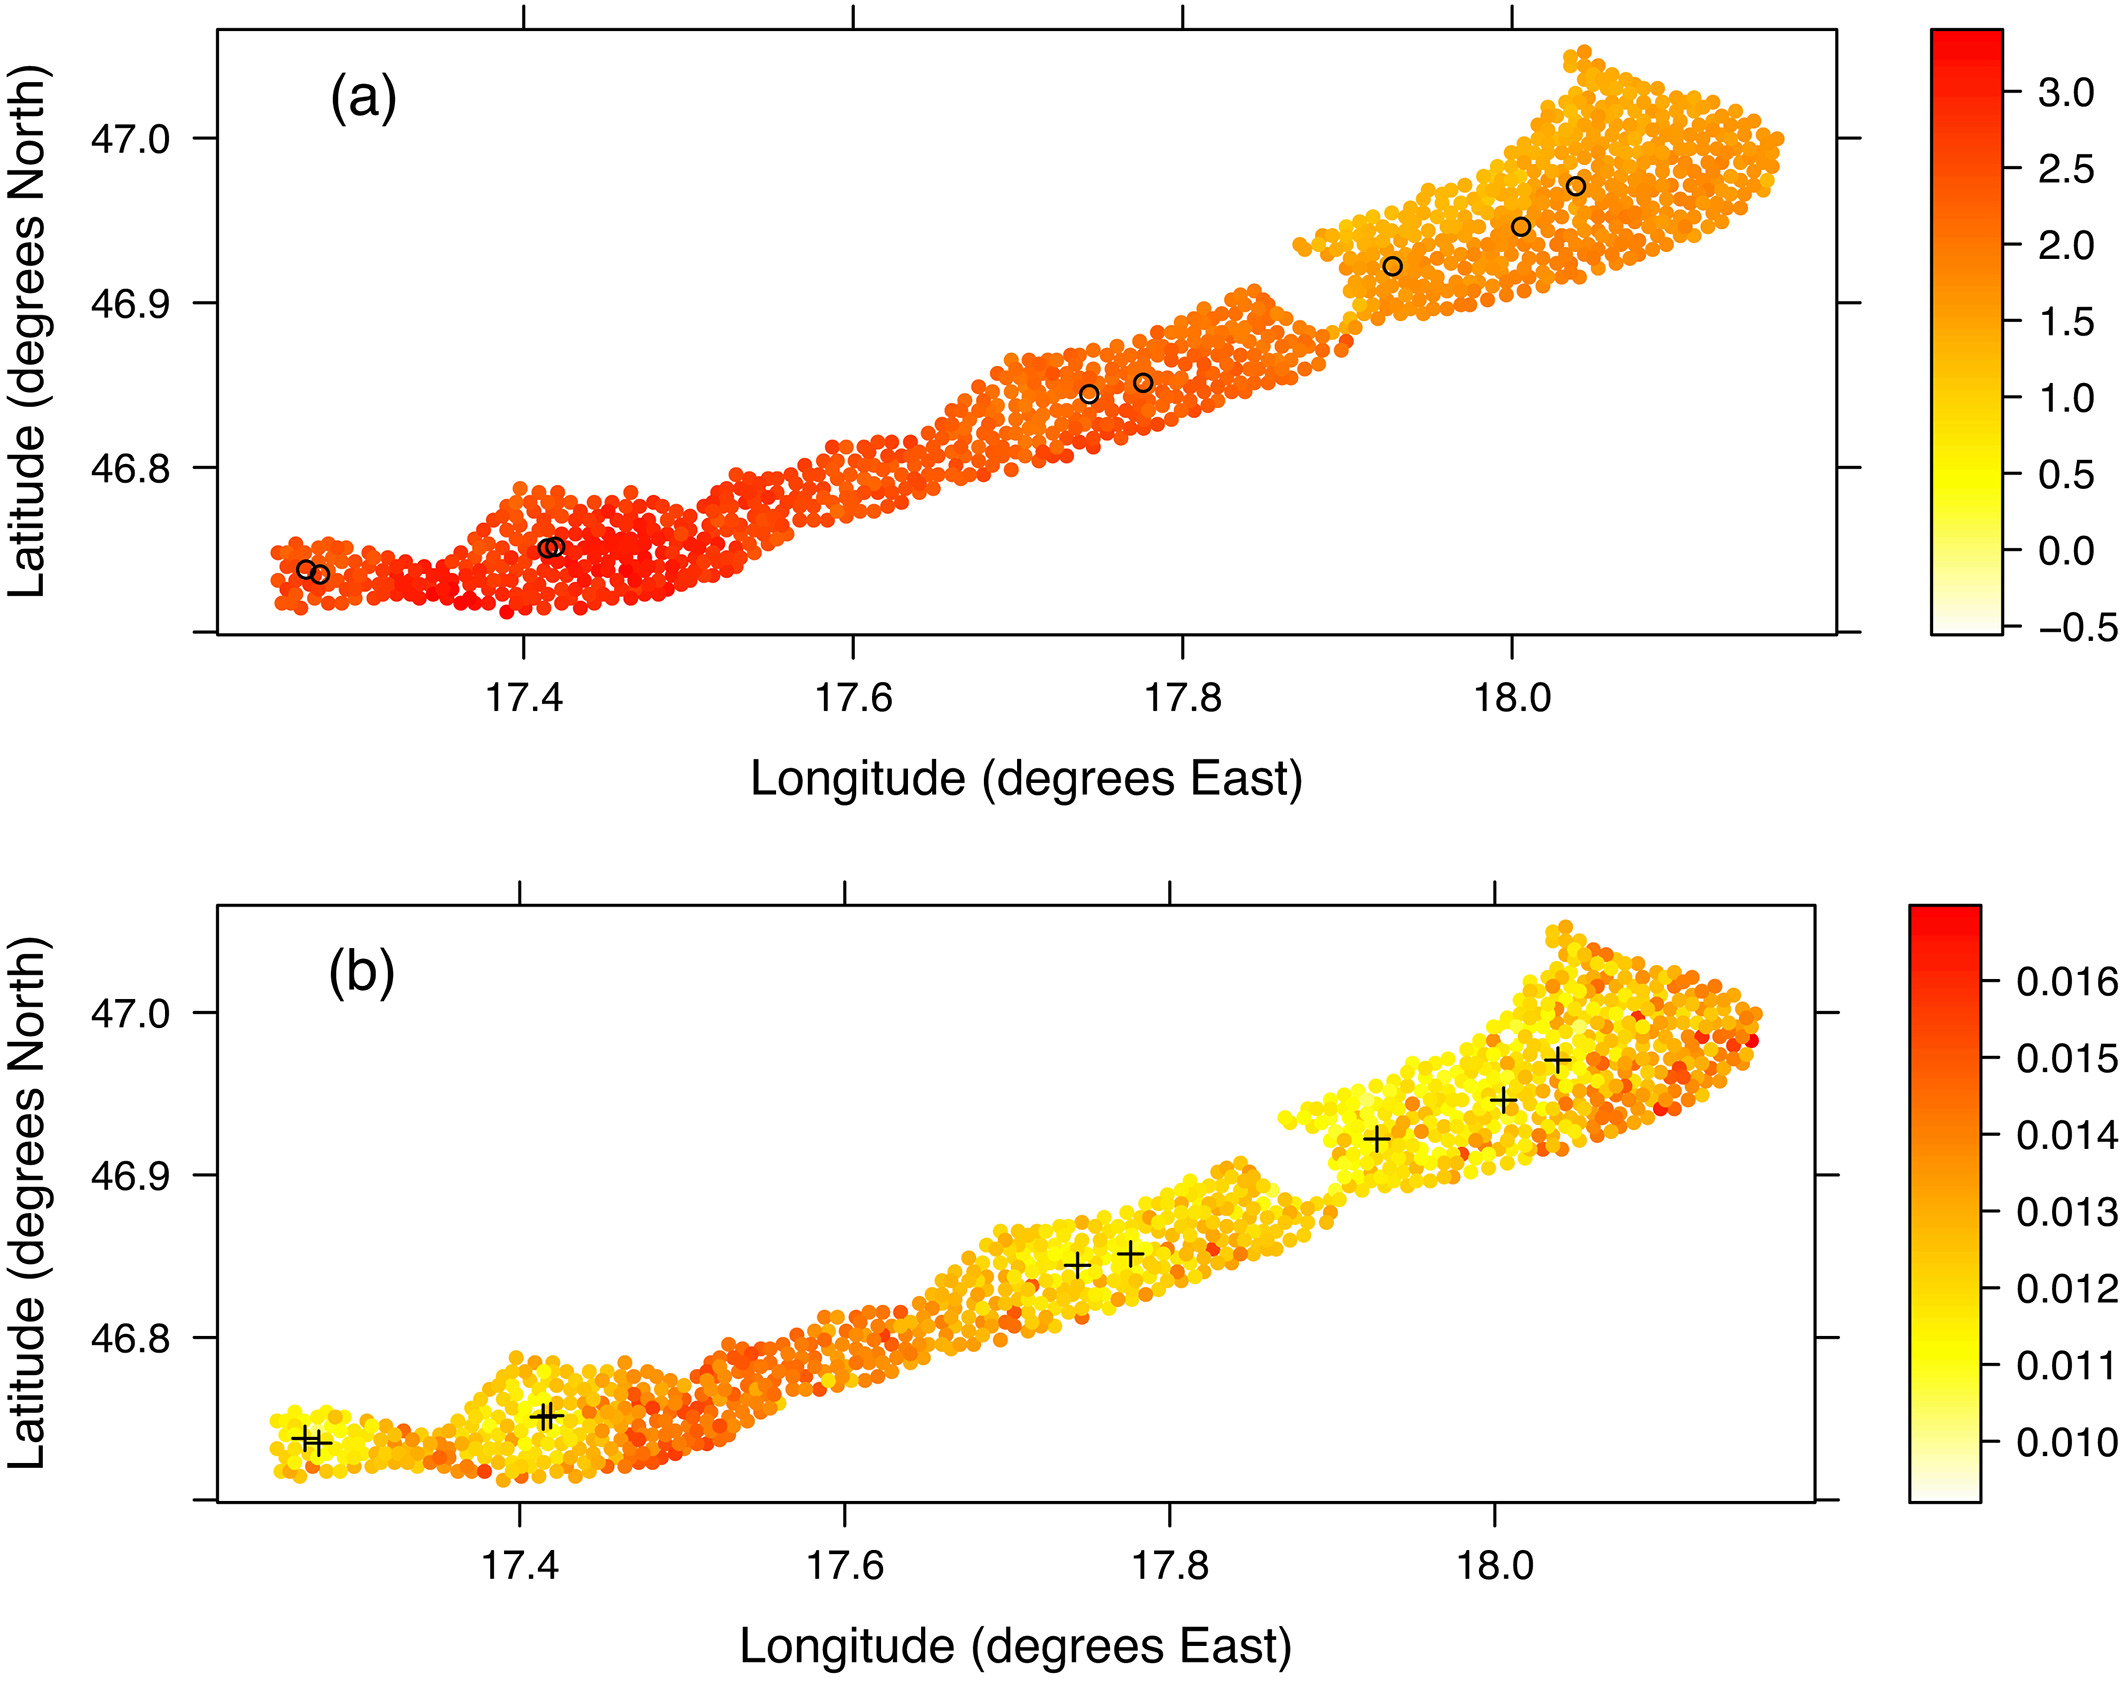 (a)
Latitude (degrees North)
47.0
46.9
46.8
17.4 17.6 17.8 18.0
Longitude (degrees East)
3.0
2.5
2.0
1.5
1.0
0.5
0.0
−0.5
(b)
Latitude (degrees North)
47.0
46.9
46.8
17.4 17.6 17.8 18.0
Longitude (degrees East)
0.016
0.015
0.014
0.013
0.012
0.011
0.010